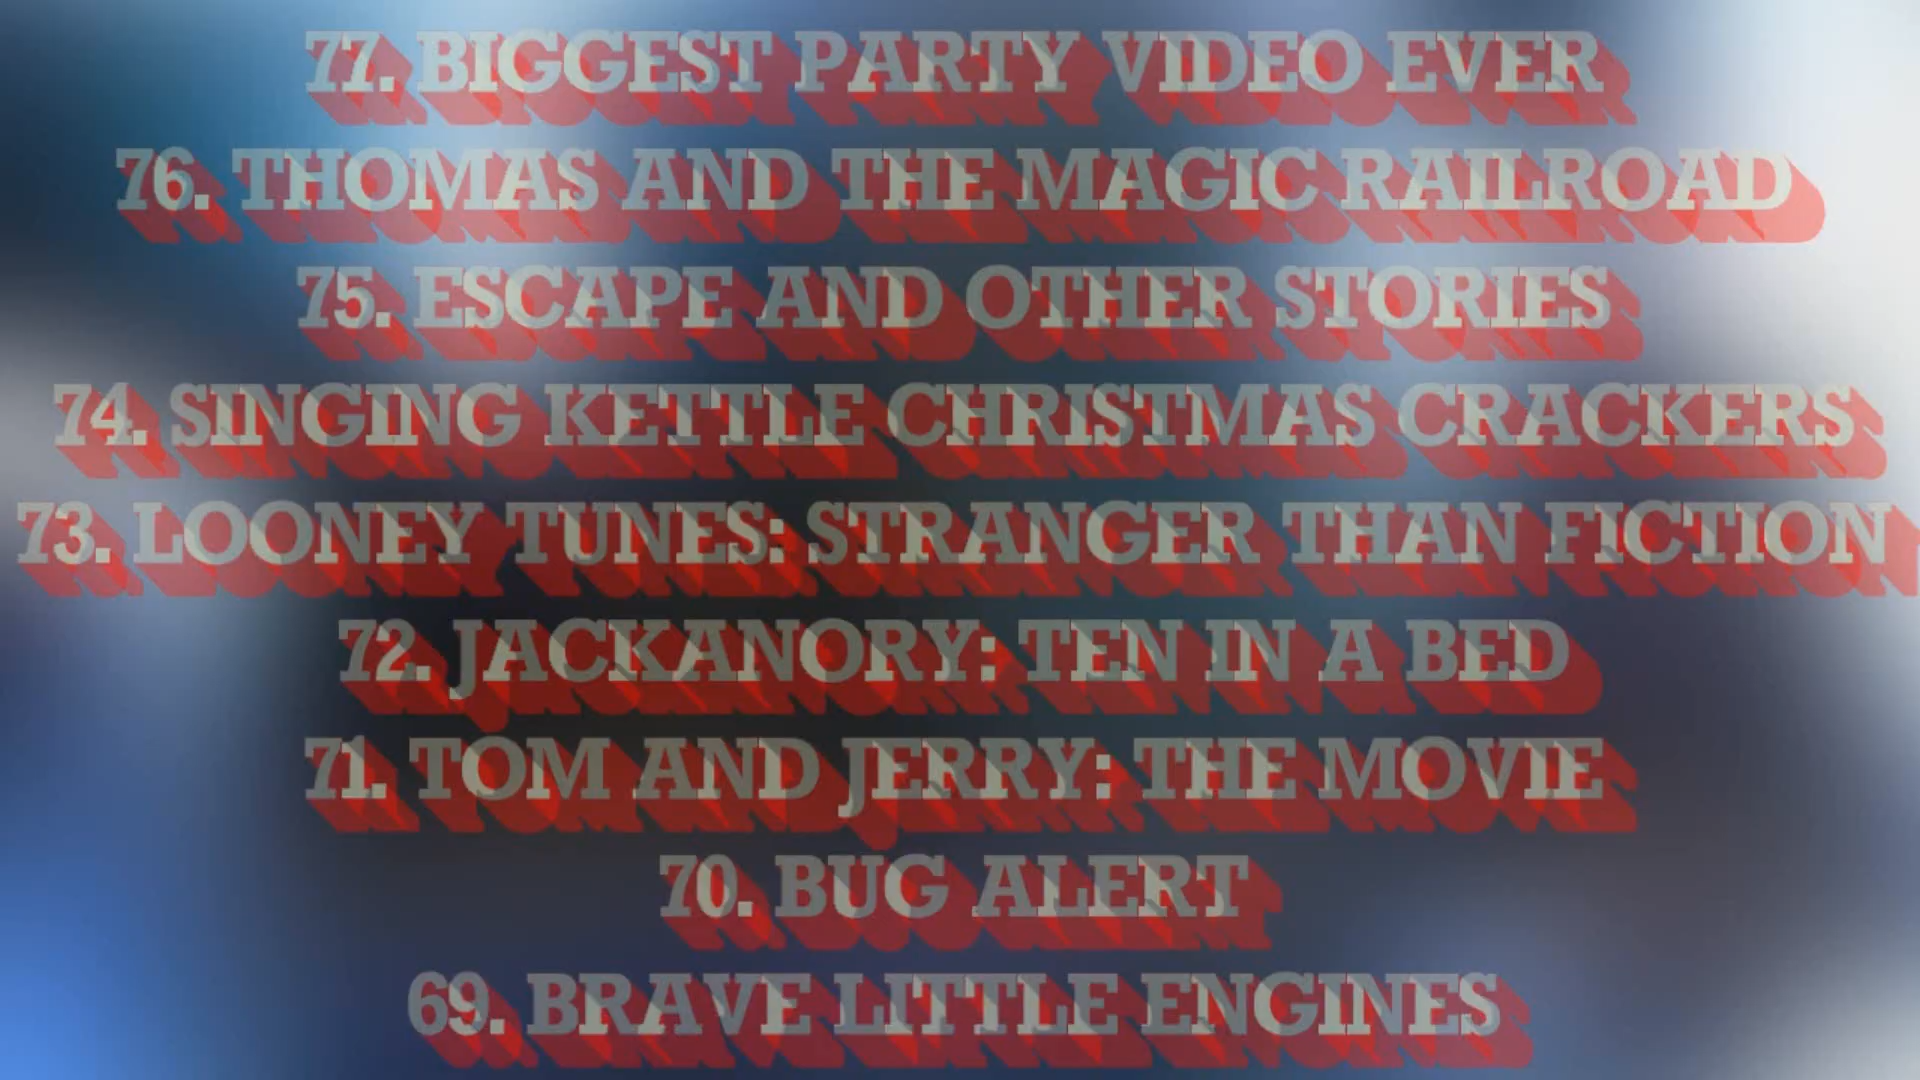 77. BIGGEST PARTY VIDEO EVER
76. THOMAS AND THE MAGIC RAILROAD
75. ESCAPE AND OTHER STORIES
74. SINGING KETTLE CHRISTMAS CRACKERS
73. LOONEY TUNES: STRANGER THAN FICTION
72. JACKANORY: TEN IN A BED
71. TOM AND JERRY: THE MOVIE
70. BUG ALERT
69. BRAVE LITTLE ENGINES